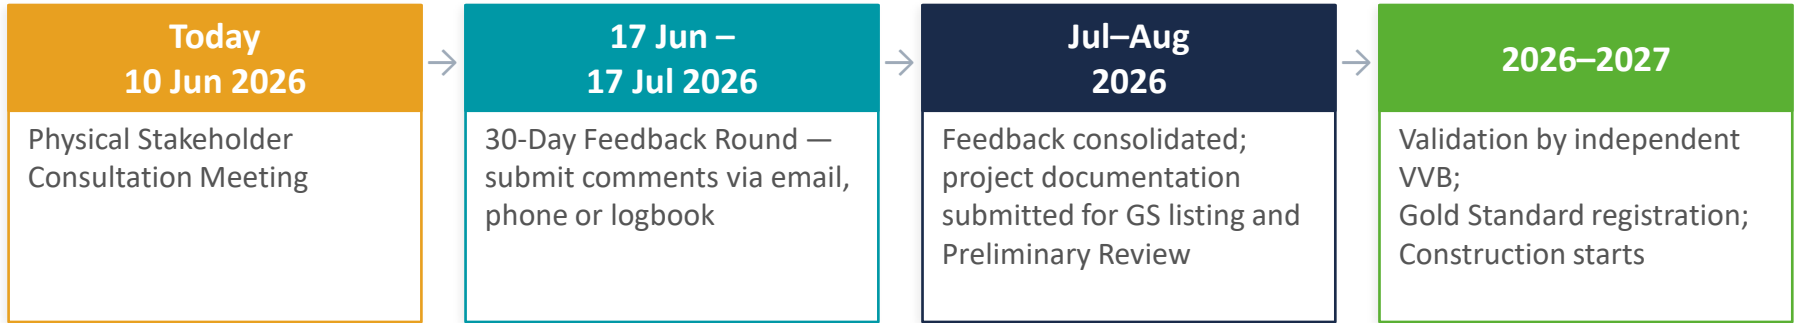 Today
10 Jun 2026
Physical Stakeholder
Consultation Meeting
17 Jun –
17 Jul 2026
30-Day Feedback Round —
submit comments via email,
phone or logbook
Jul–Aug
2026
Feedback consolidated;
project documentation
submitted for GS listing and
Preliminary Review
2026–2027
Validation by independent
VVB;
Gold Standard registration;
Construction starts